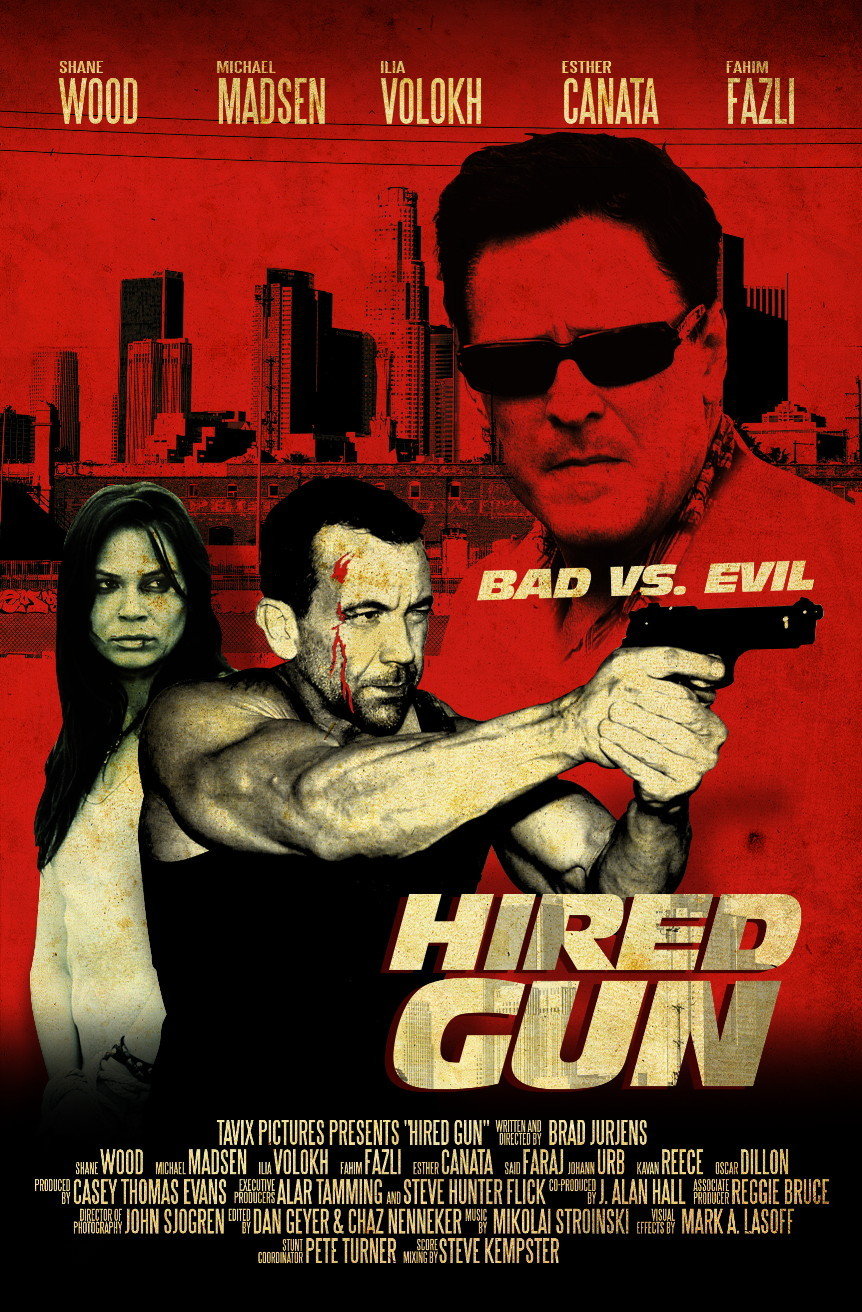 SHANE WOOD MICHAEL MADSEN ILIA VOLOKH ESTHER CANATA FAHIM FAZLI
BAD VS. EVIL
HIRED
GUN
TAVIX PICTURES PRESENTS "HIRED GUN" WRITTEN AND DIRECTED BY BRAD JURJENS
SHANE WOOD MICHAEL MADSEN ILIA VOLOKH FAHIM FAZLI ESTHER CANATA SAID FARAJ JOHANN URB KAVAN REECE OSCAR DILLON
PRODUCED BY CASEY THOMAS EVANS EXECUTIVE PRODUCERS ALAR TAMMING AND STEVE HUNTER FLICK CO-PRODUCED BY J. ALAN HALL ASSOCIATE PRODUCER REGGIE BRUCE
DIRECTOR OF PHOTOGRAPHY JOHN SJOGREN EDITED BY DAN GEYER & CHAZ NENNEKER MUSIC BY MIKOLAI STROINSKI VISUAL EFFECTS BY MARK A. LASOFF
STUNT COORDINATOR PETE TURNER SCORE MIXING BY STEVE KEMPSTER